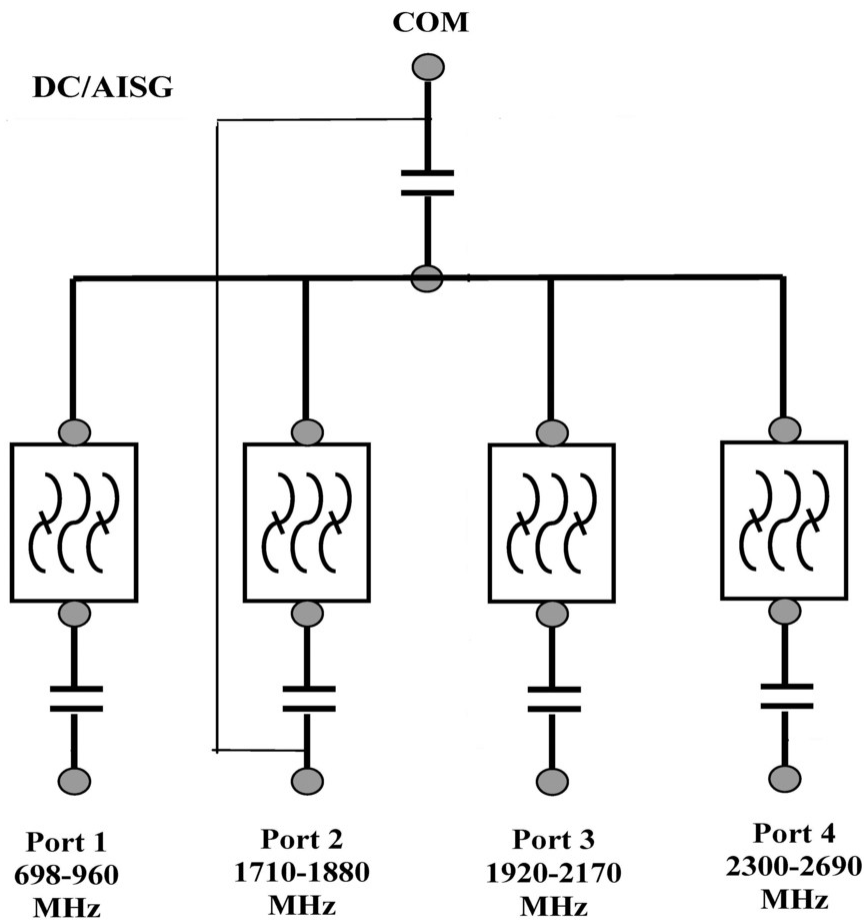 COM
DC/AISG
Port 1
698-960
MHz
Port 2
1710-1880
MHz
Port 3
1920-2170
MHz
Port 4
2300-2690
MHz